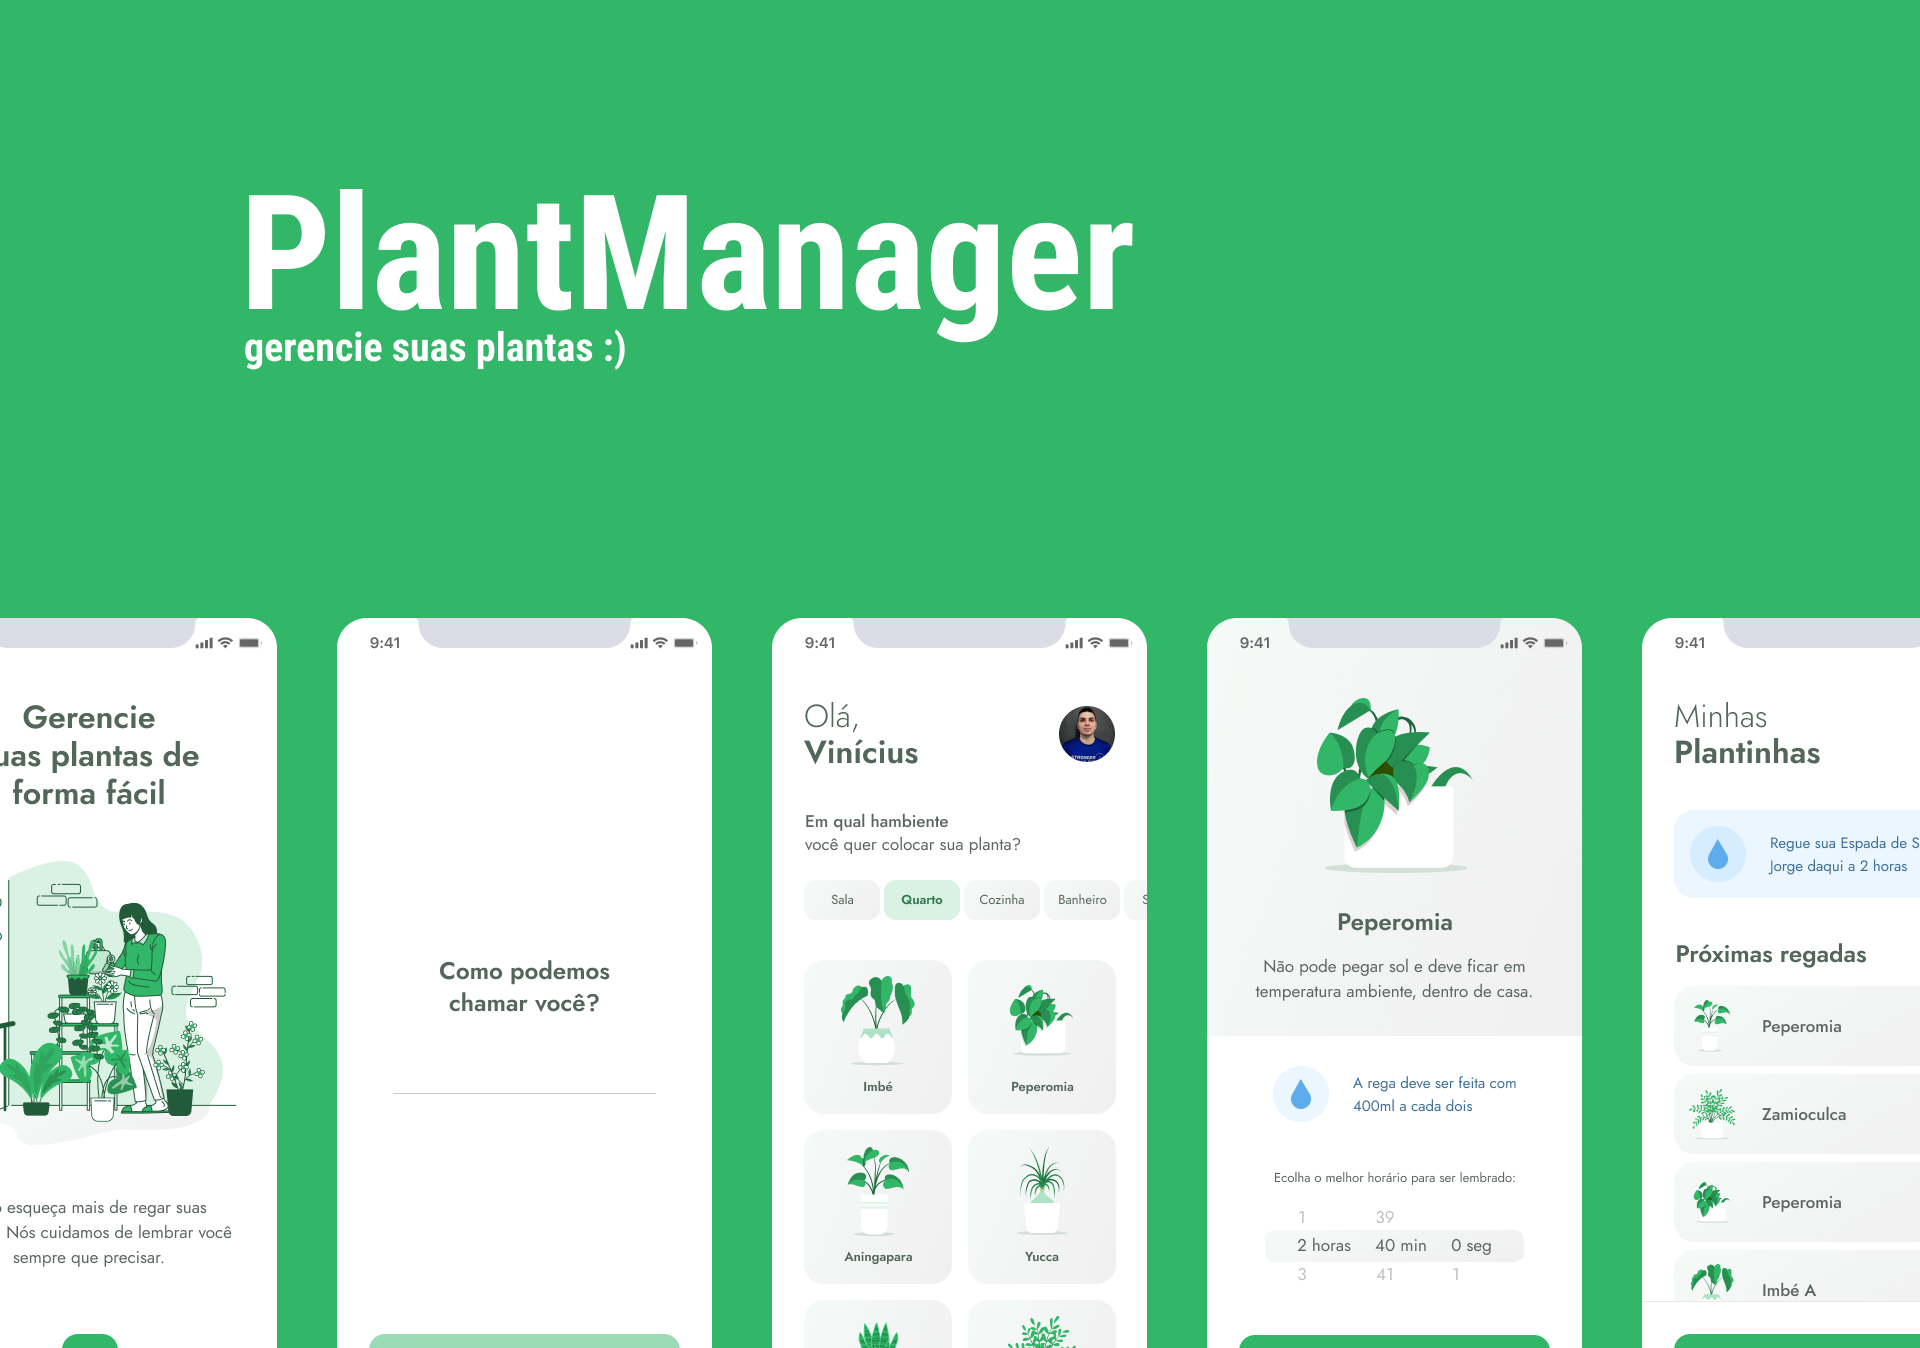 PlantManager
gerencie suas plantas :)
Gerencie
uas plantas de
forma fácil
esqueça mais de regar suas
Nós cuidamos de lembrar você
sempre que precisar.
9:41
Como podemos
chamar você?
9:41
Olá,
Vinícius
Em qual hambiente
você quer colocar sua planta?
Sala
Quarto
Cozinha
Banheiro
S
Imbé
Peperomia
Aningapara
Yucca
9:41
Peperomia
Não pode pegar sol e deve ficar em
temperatura ambiente, dentro de casa.
A rega deve ser feita com
400ml a cada dois
Ecolha o melhor horário para ser lembrado:
1 39
2 horas 40 min 0 seg
3 41 1
9:41
Minhas
Plantinhas
Regue sua Espada de S
Jorge daqui a 2 horas
Próximas regadas
Peperomia
Zamioculca
Peperomia
Imbé A